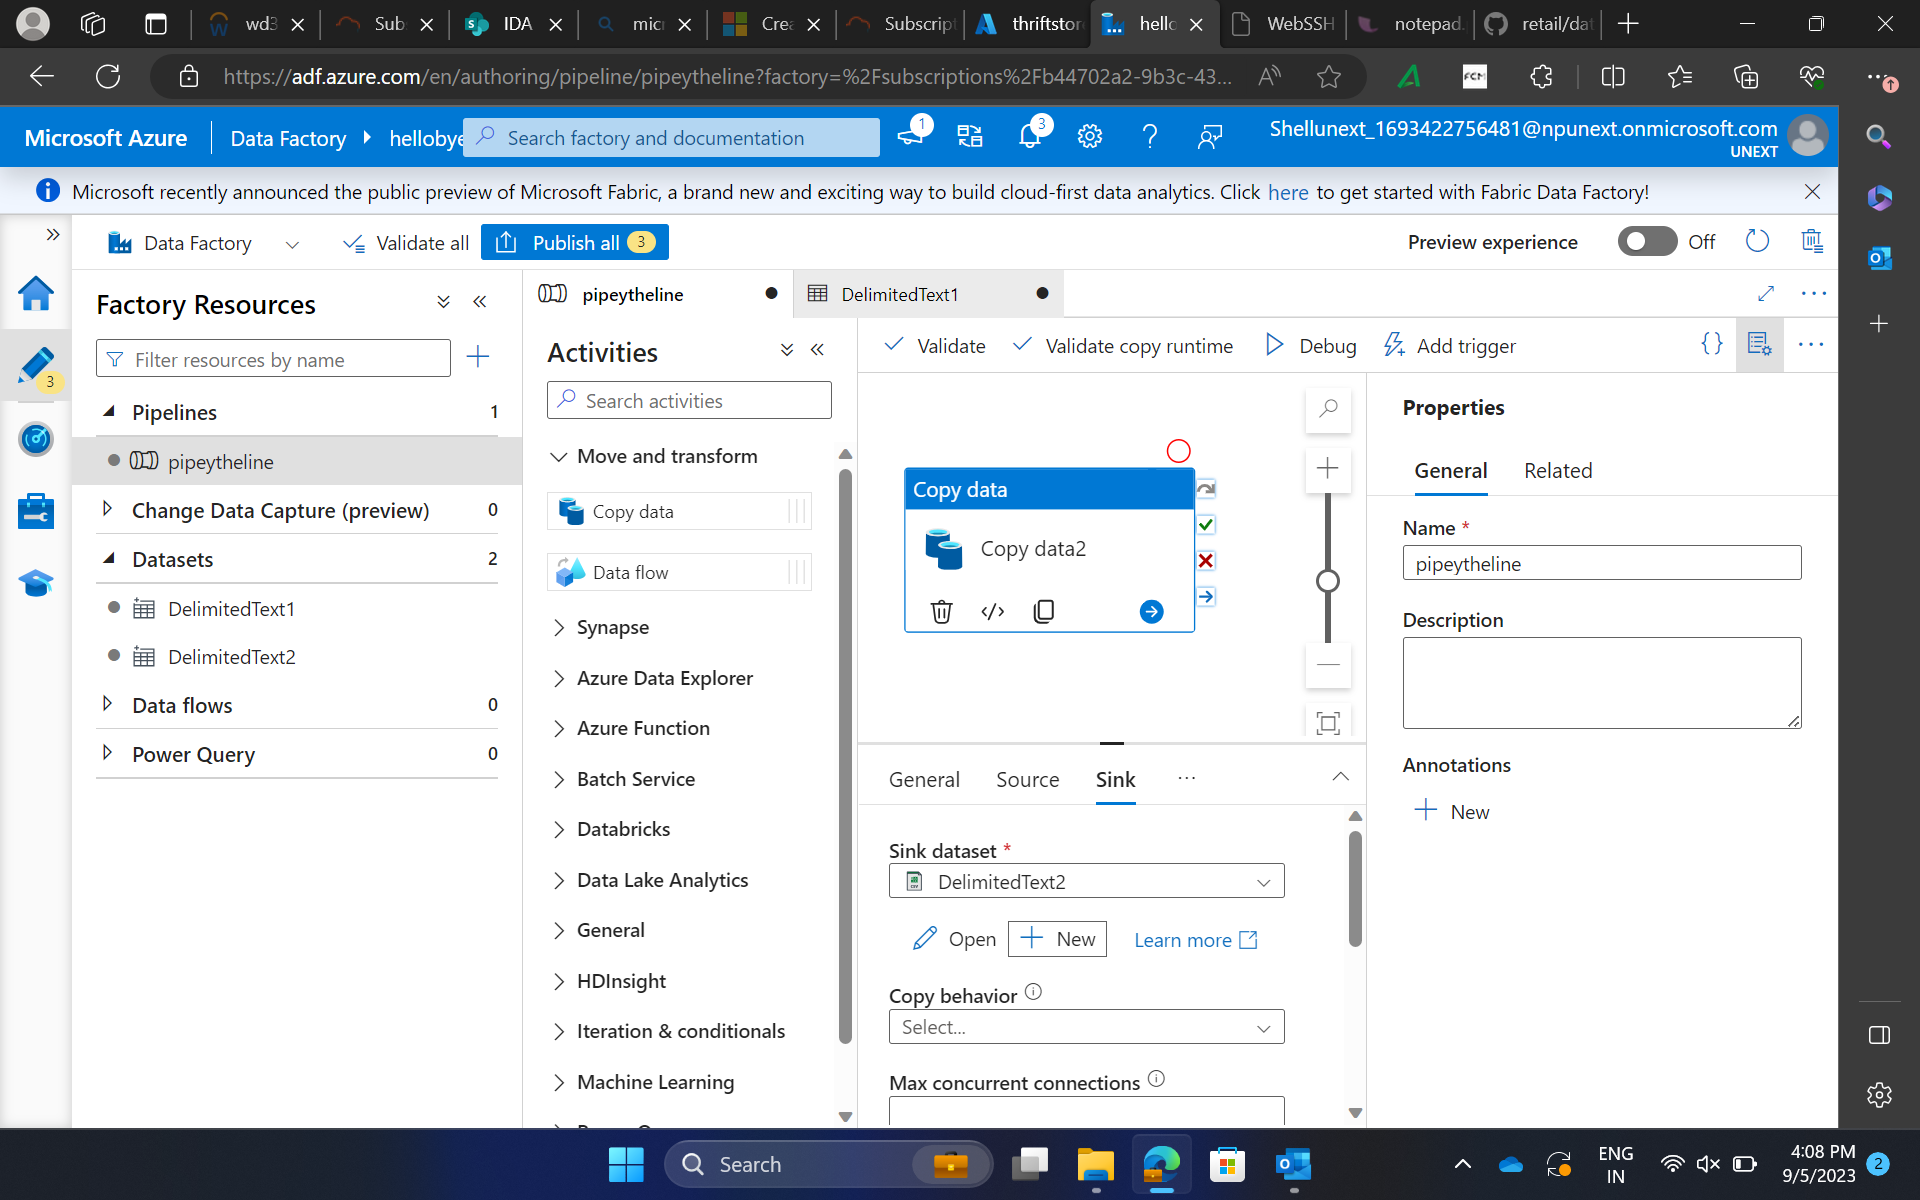 wd3
Sub
IDA
micr
Crea
Subscript
thriftstor
hello
WebSSH
notepad.
retail/dat
https://adf.azure.com/en/authoring/pipeline/pipeytheline?factory=%2Fsubscriptions%2Fb44702a2-9b3c-43...
Microsoft Azure
Data Factory
hellobye
Search factory and documentation
1
3
Shellunext_1693422756481@npunext.onmicrosoft.com
UNEXT
Microsoft recently announced the public preview of Microsoft Fabric, a brand new and exciting way to build cloud-first data analytics. Click here to get started with Fabric Data Factory!
Data Factory
Validate all
Publish all 3
Preview experience
Off
3
Factory Resources
Filter resources by name
Pipelines 1
pipeytheline
Change Data Capture (preview) 0
Datasets 2
DelimitedText1
DelimitedText2
Data flows 0
Power Query 0
pipeytheline
DelimitedText1
Activities
Search activities
Move and transform
Copy data
Data flow
Synapse
Azure Data Explorer
Azure Function
Batch Service
Databricks
Data Lake Analytics
General
HDInsight
Iteration & conditionals
Machine Learning
Validate
Validate copy runtime
Debug
Add trigger
Copy data
Copy data2
General
Source
Sink
Sink dataset *
DelimitedText2
Open
New
Learn more
Copy behavior
Select...
Max concurrent connections
Properties
General
Related
Name *
pipeytheline
Description
Annotations
New
Search
ENG
IN
4:08 PM
9/5/2023
2